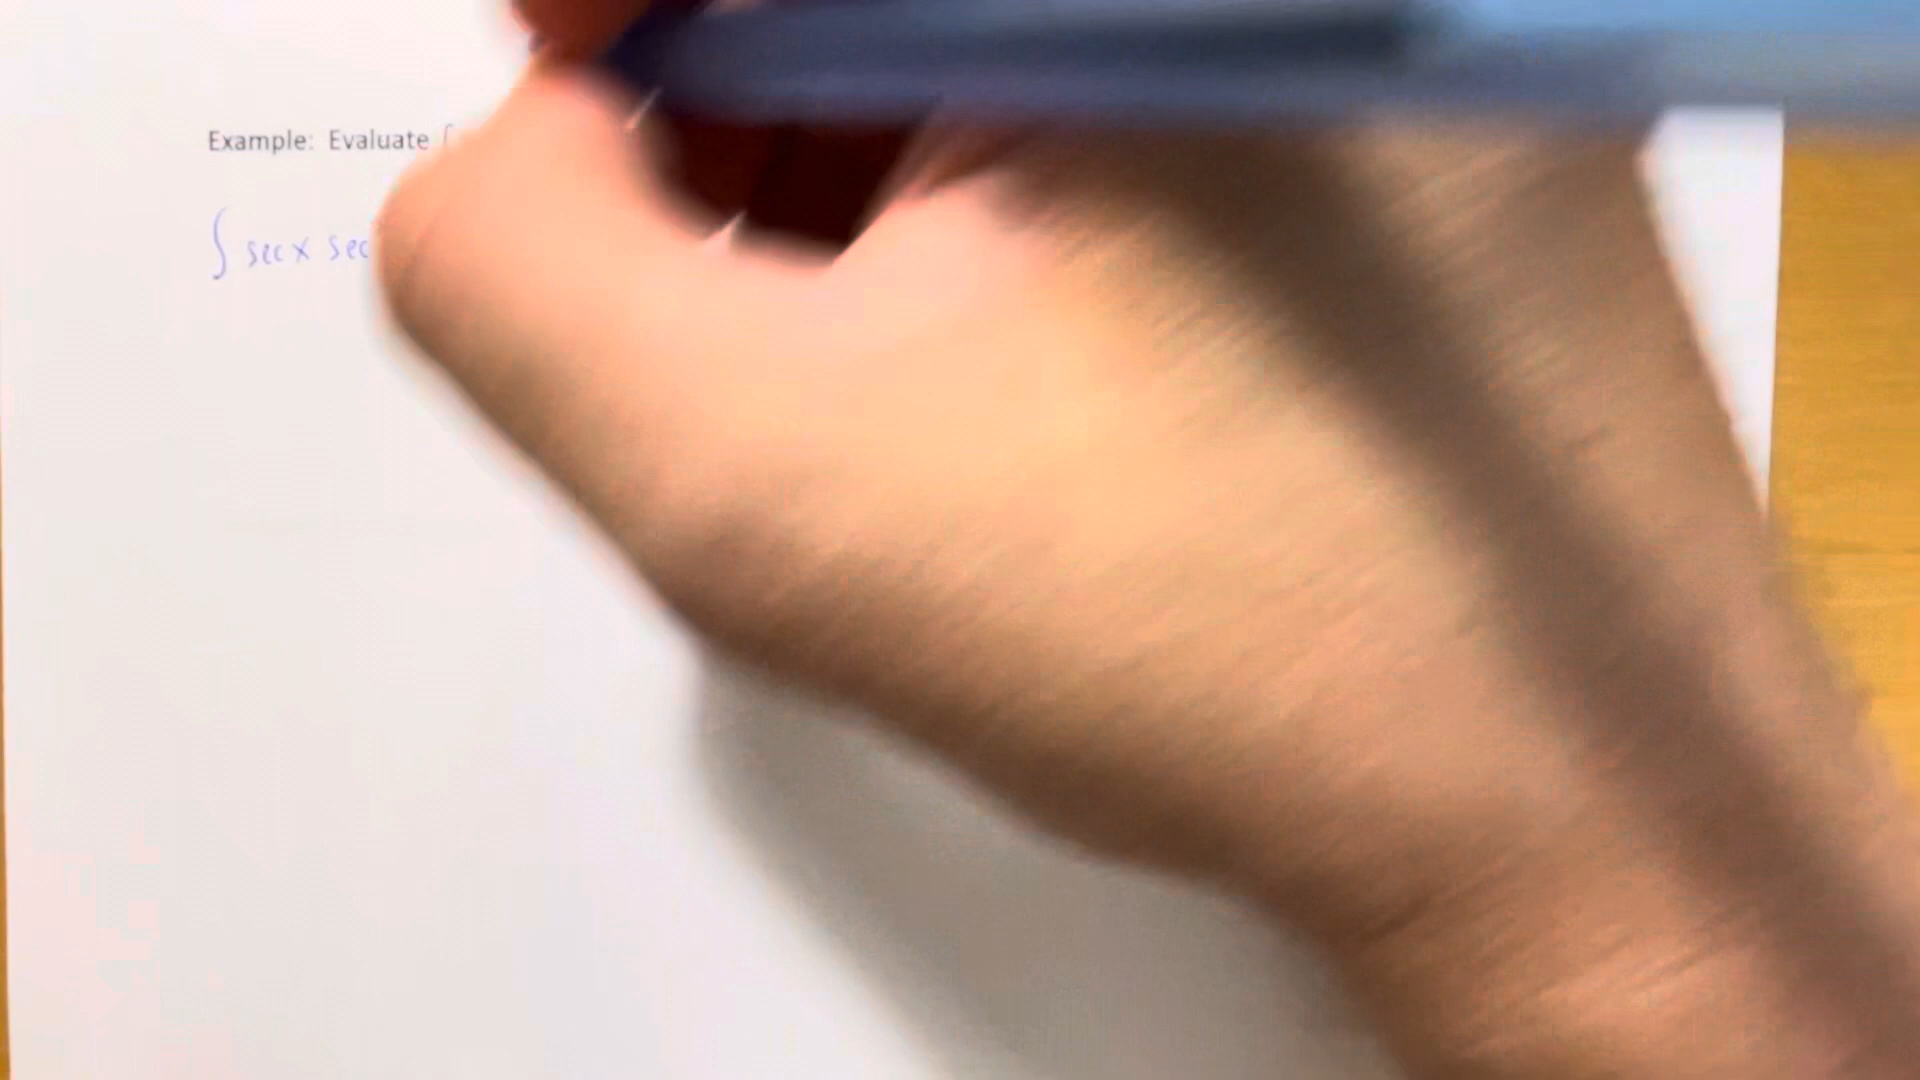 Example: Evaluate ∫
∫ sec x sec